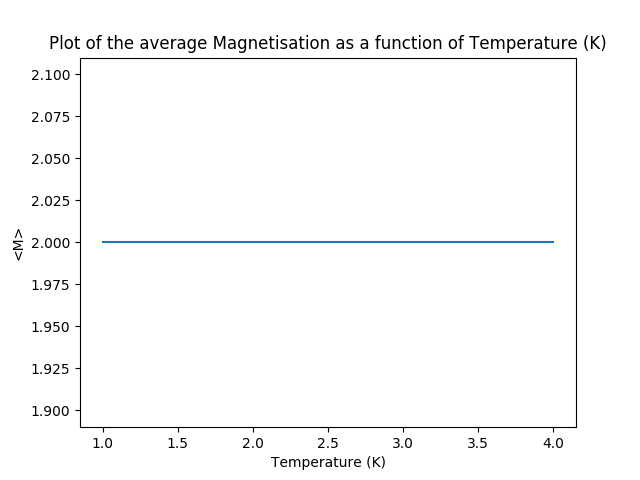 Plot of the average Magnetisation as a function of Temperature (K)
2.100
2.075
2.050
2.025
2.000
1.975
1.950
1.925
1.900
<M>
1.0 1.5 2.0 2.5 3.0 3.5 4.0
Temperature (K)